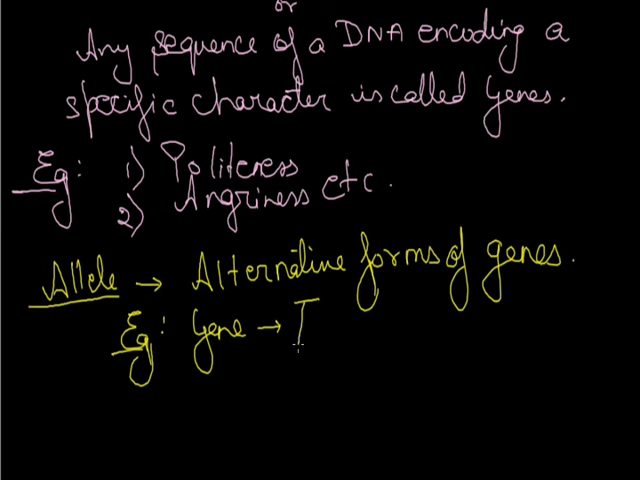 or
Any sequence of a DNA encoding a
specific character is called Genes.
Eg: 1) Politeness
2) Angriness etc.
Allele → Alternative forms of genes.
Eg: Gene → T